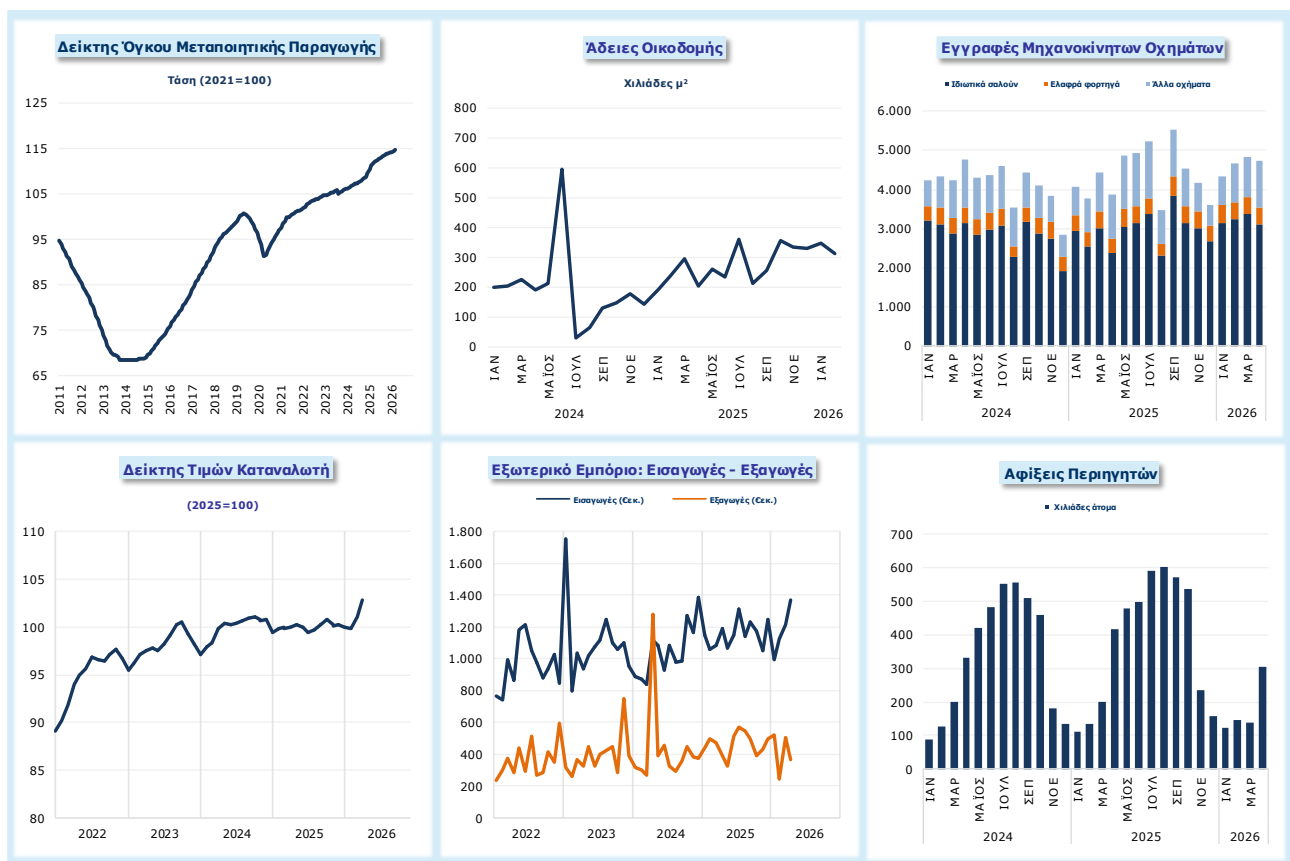 Δείκτης Όγκου Μεταποιητικής Παραγωγής
Τάση (2021=100)
125
115
105
95
85
75
65
2011 2012 2013 2014 2015 2016 2017 2018 2019 2020 2021 2022 2023 2024 2025 2026
Άδειες Οικοδομής
Χιλιάδες μ²
800
700
600
500
400
300
200
100
0
ΙΑΝ ΜΑΡ ΜΑΪΟΣ ΙΟΥΛ ΣΕΠ ΝΟΕ ΙΑΝ ΜΑΡ ΜΑΪΟΣ ΙΟΥΛ ΣΕΠ ΝΟΕ ΙΑΝ
2024 2025 2026
Εγγραφές Μηχανοκίνητων Οχημάτων
Ιδιωτικά σαλούν Ελαφρά φορτηγά Άλλα οχήματα
6.000
5.000
4.000
3.000
2.000
1.000
0
ΙΑΝ ΜΑΡ ΜΑΪΟΣ ΙΟΥΛ ΣΕΠ ΝΟΕ ΙΑΝ ΜΑΡ ΜΑΪΟΣ ΙΟΥΛ ΣΕΠ ΝΟΕ ΙΑΝ ΜΑΡ
2024 2025 2026
Δείκτης Τιμών Καταναλωτή
(2025=100)
110
105
100
95
90
85
80
2022 2023 2024 2025 2026
Εξωτερικό Εμπόριο: Εισαγωγές - Εξαγωγές
Εισαγωγές (€εκ.) Εξαγωγές (€εκ.)
1.800
1.600
1.400
1.200
1.000
800
600
400
200
0
2022 2023 2024 2025 2026
Αφίξεις Περιηγητών
Χιλιάδες άτομα
700
600
500
400
300
200
100
0
ΙΑΝ ΜΑΡ ΜΑΪΟΣ ΙΟΥΛ ΣΕΠ ΝΟΕ ΙΑΝ ΜΑΡ ΜΑΪΟΣ ΙΟΥΛ ΣΕΠ ΝΟΕ ΙΑΝ ΜΑΡ
2024 2025 2026